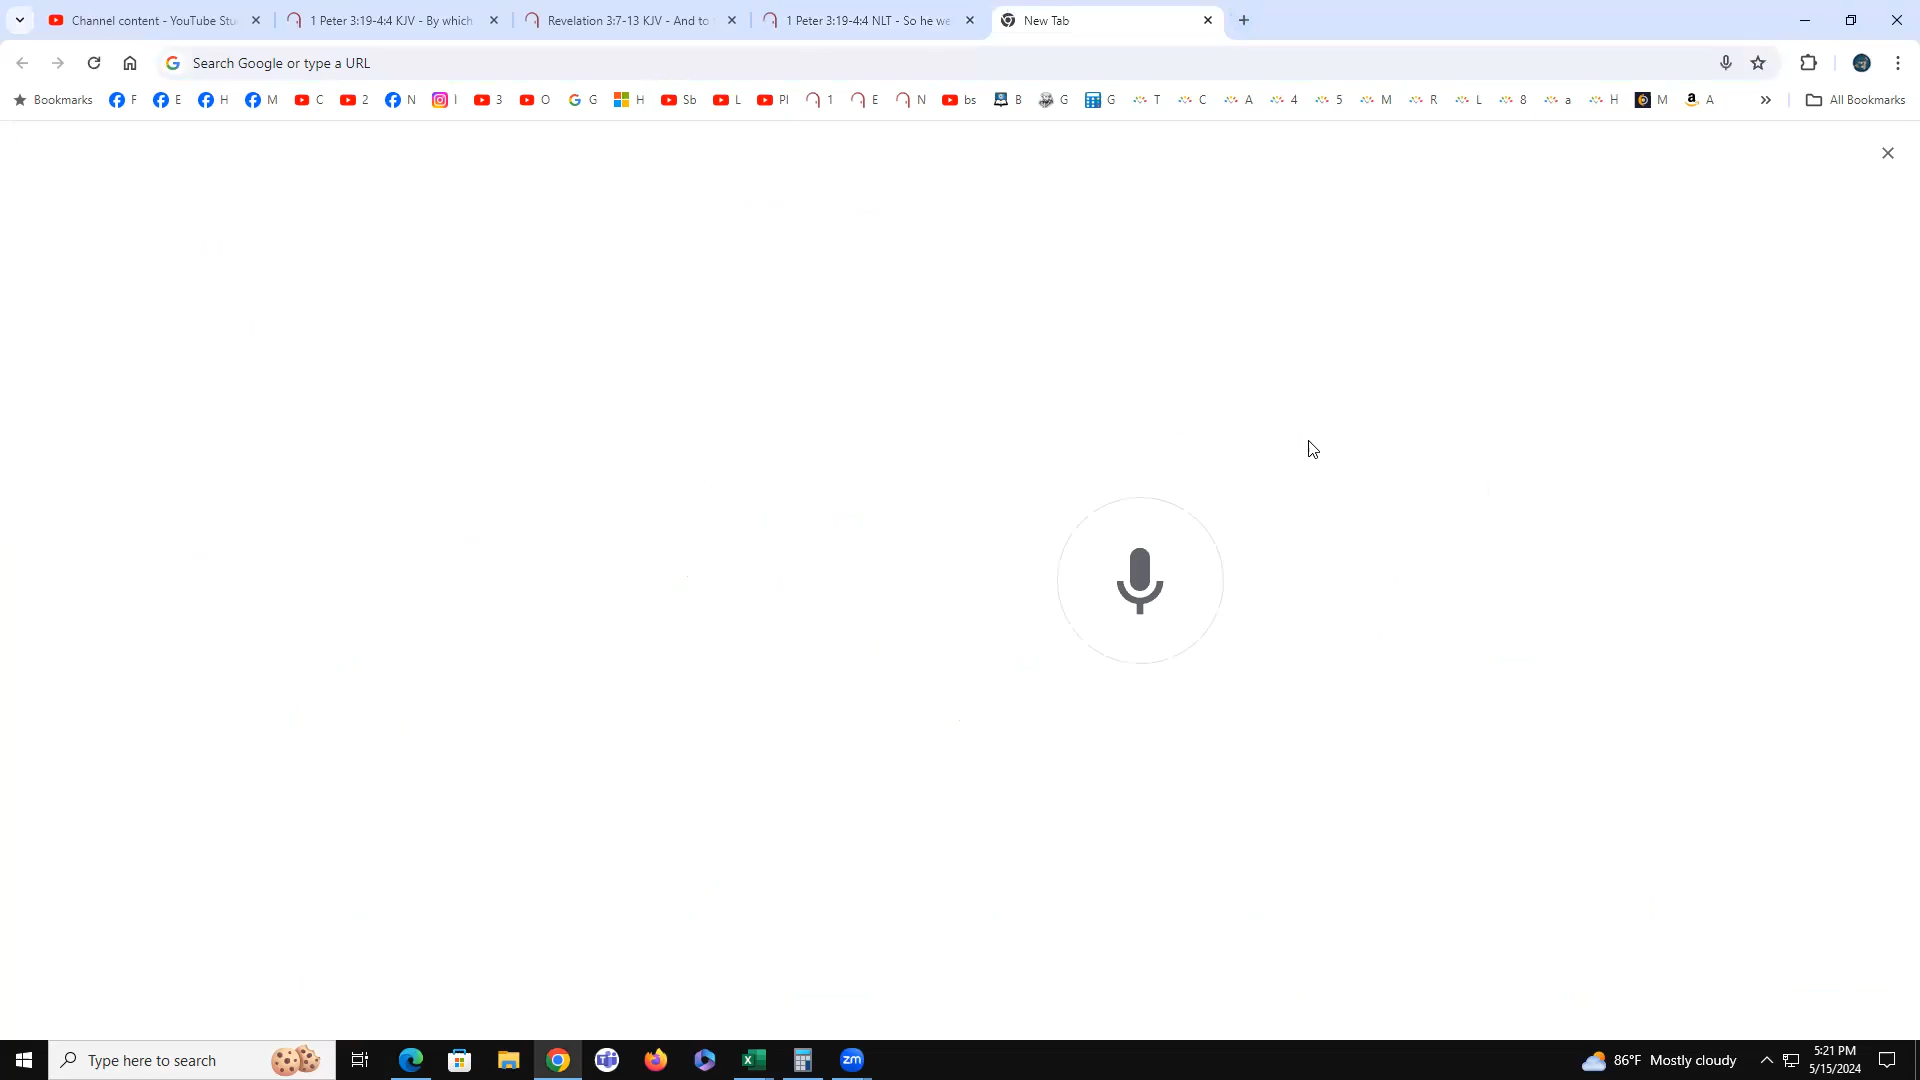 Channel content - YouTube Stu
1 Peter 3:19-4:4 KJV - By which
Revelation 3:7-13 KJV - And to
1 Peter 3:19-4:4 NLT - So he we
New Tab
Search Google or type a URL
Bookmarks F E H M C 2 N I 3 O G H Sb L Pl 1 E N bs B G G T C A 4 5 M R L 8 a H M A All Bookmarks
Type here to search
zm
86°F Mostly cloudy
5:21 PM
5/15/2024